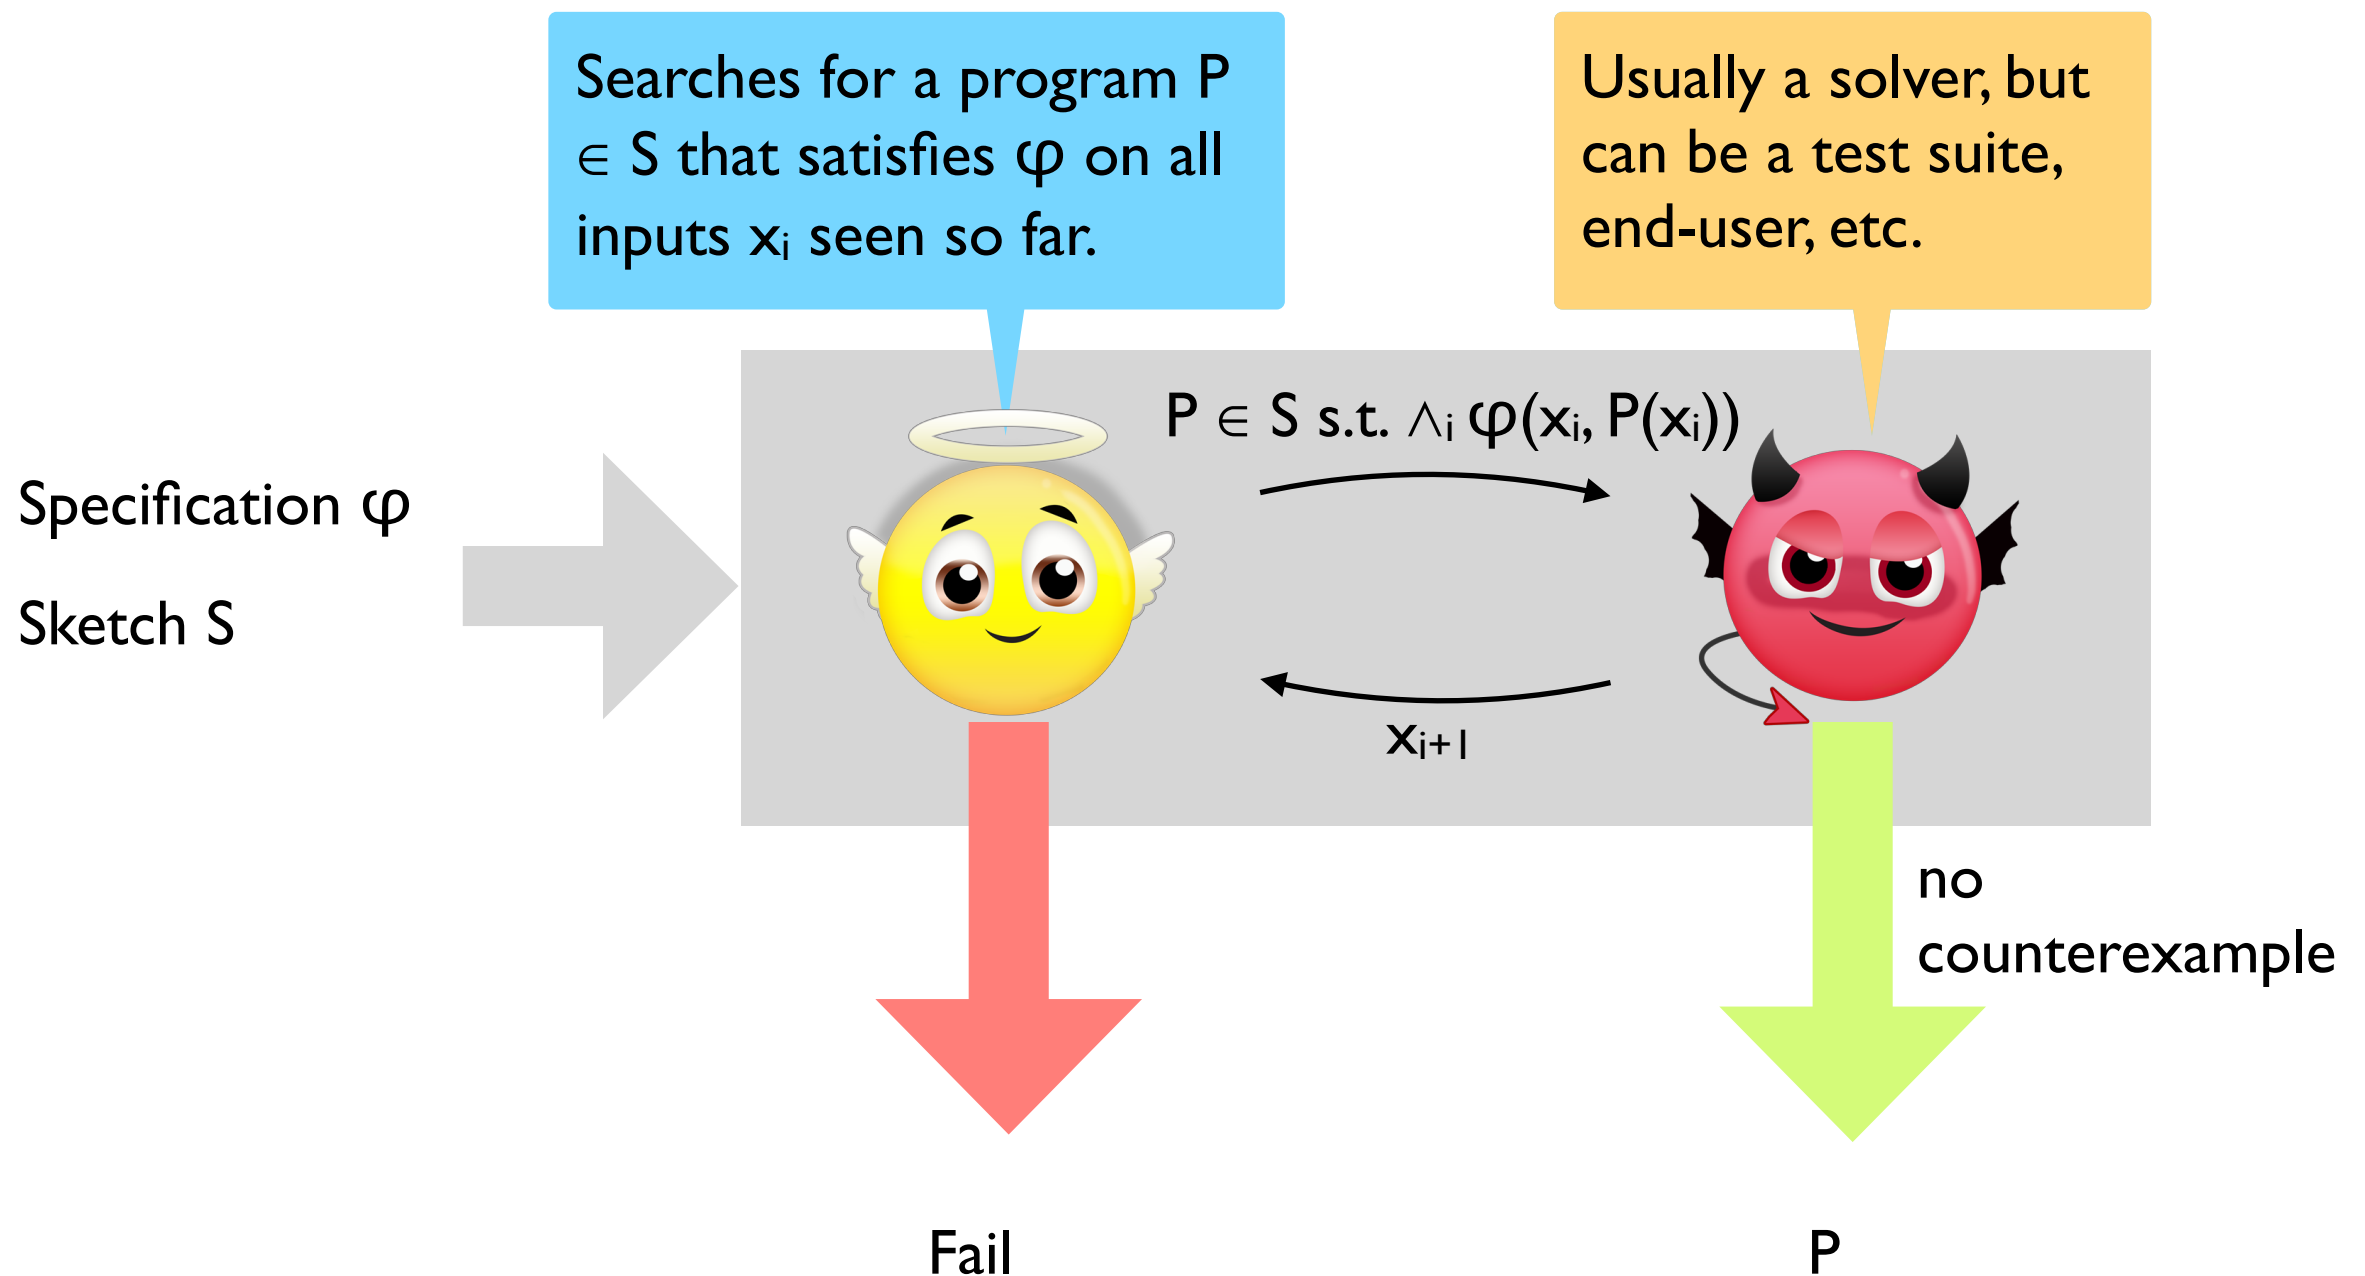 Searches for a program P
∈ S that satisfies φ on all
inputs xᵢ seen so far.
Usually a solver, but
can be a test suite,
end-user, etc.
P ∈ S s.t. ∧ᵢ φ(xᵢ, P(xᵢ))
Specification φ
Sketch S
xᵢ₊₁
no
counterexample
Fail
P